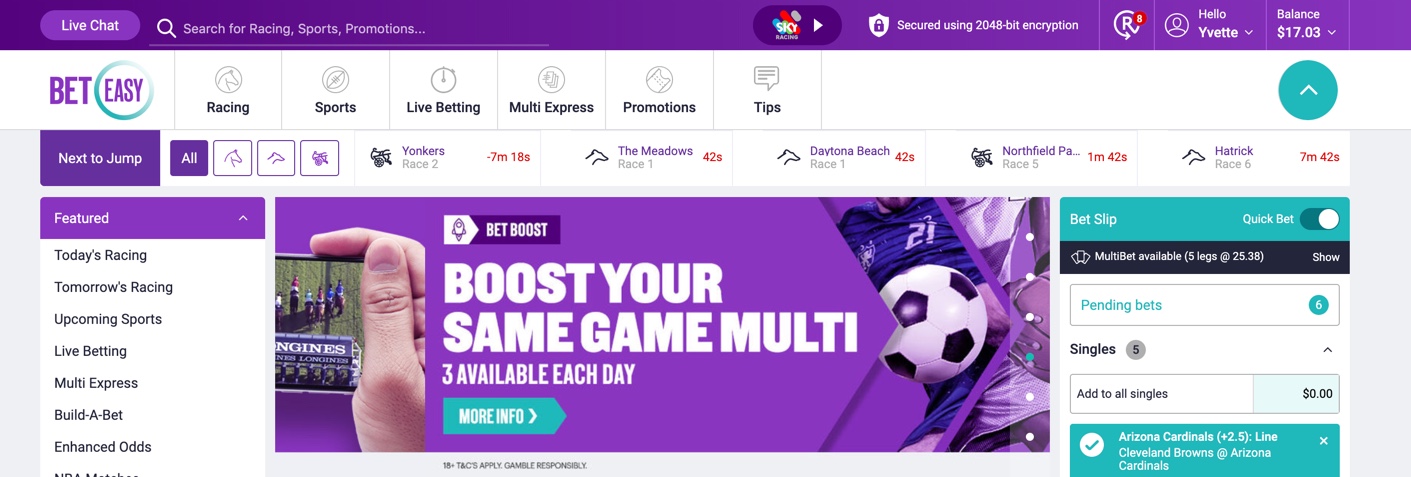 Live Chat
Search for Racing, Sports, Promotions...
SKY
RACING
Secured using 2048-bit encryption
R
8
Hello
Yvette
Balance
$17.03
BET EASY
Racing
Sports
Live Betting
Multi Express
Promotions
Tips
Next to Jump
All
Yonkers
Race 2
-7m 18s
The Meadows
Race 1
42s
Daytona Beach
Race 1
42s
Northfield Pa...
Race 5
1m 42s
Hatrick
Race 6
7m 42s
Featured
Today's Racing
Tomorrow's Racing
Upcoming Sports
Live Betting
Multi Express
Build-A-Bet
Enhanced Odds
NBA Matches
NGINES
NES LONGINES
BET BOOST
BOOST YOUR
SAME GAME MULTI
3 AVAILABLE EACH DAY
MORE INFO
18+ T&C'S APPLY. GAMBLE RESPONSIBLY.
21
Bet Slip
Quick Bet
MultiBet available (5 legs @ 25.38)
Show
Pending bets
6
Singles
5
Add to all singles
$0.00
Arizona Cardinals (+2.5): Line
Cleveland Browns @ Arizona
Cardinals